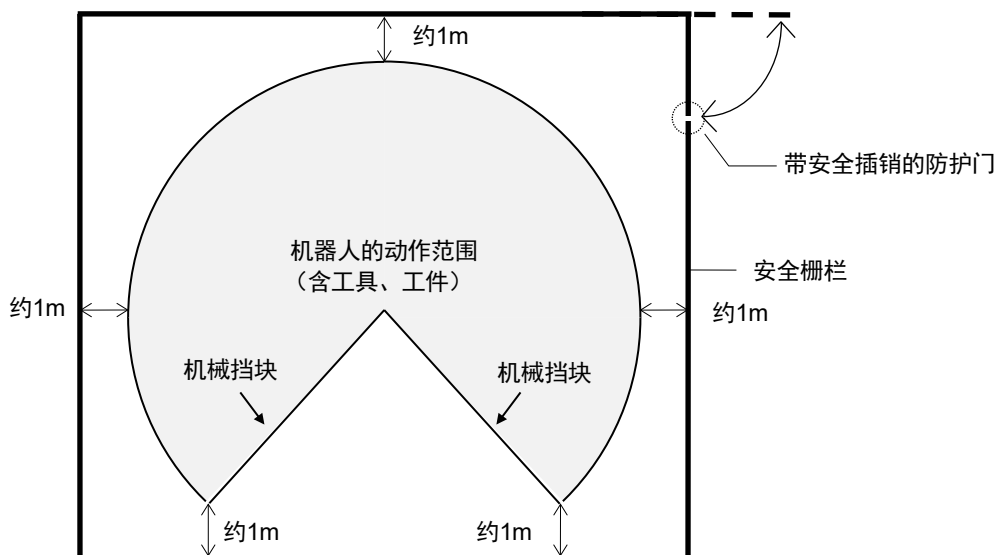 约1m
带安全插销的防护门
机器人的动作范围
（含工具、工件）
安全栅栏
约1m
约1m
机械挡块
机械挡块
约1m
约1m